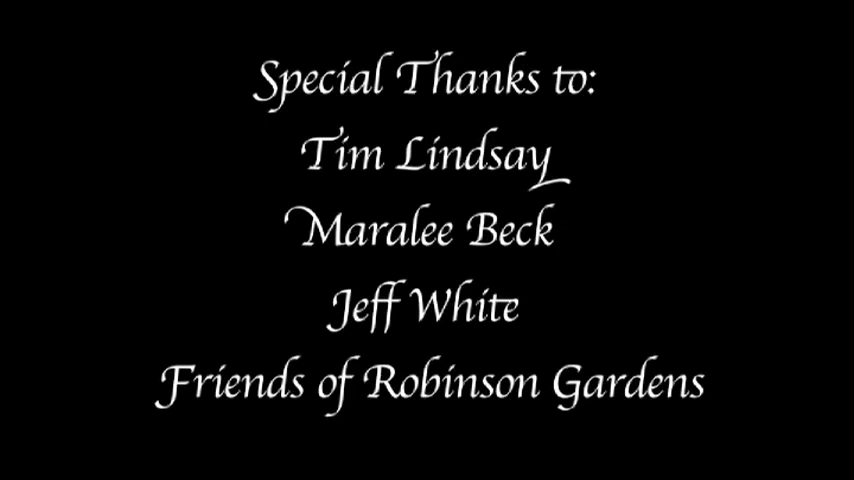 Special Thanks to:
Tim Lindsay
Maralee Beck
Jeff White
Friends of Robinson Gardens